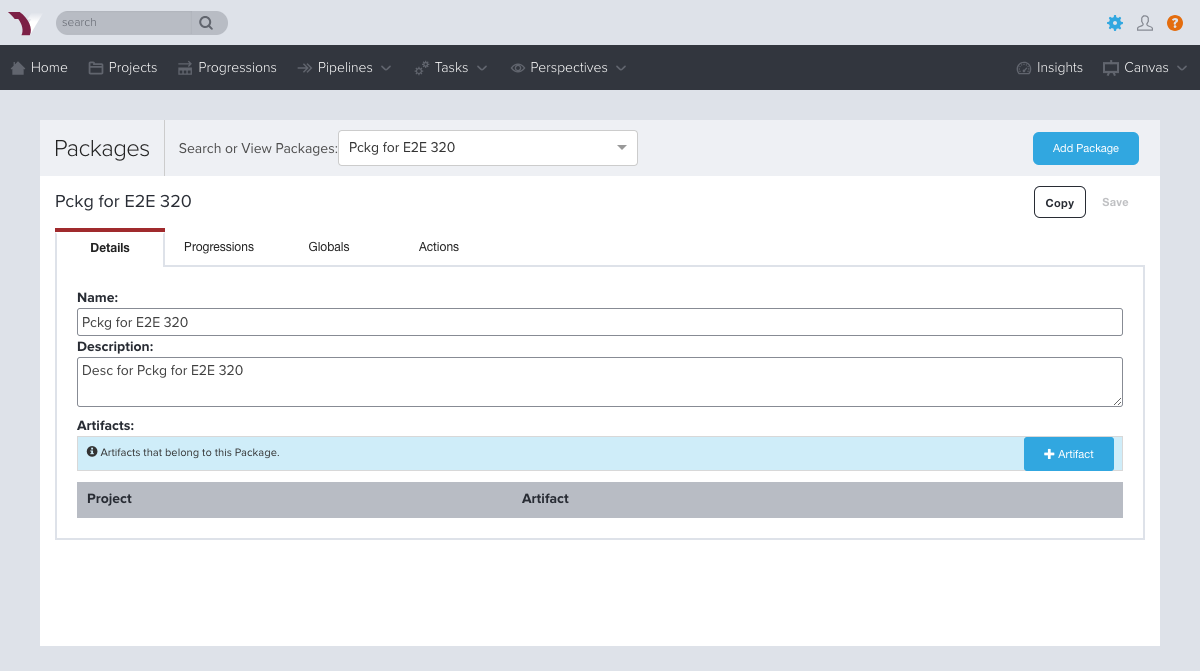 search
?
Home Projects Progressions Pipelines Tasks Perspectives Insights Canvas
Packages Search or View Packages: Pckg for E2E 320 Add Package
Pckg for E2E 320 Copy Save
Details Progressions Globals Actions
Name:
Pckg for E2E 320
Description:
Desc for Pckg for E2E 320
Artifacts:
Artifacts that belong to this Package. Artifact
Project Artifact